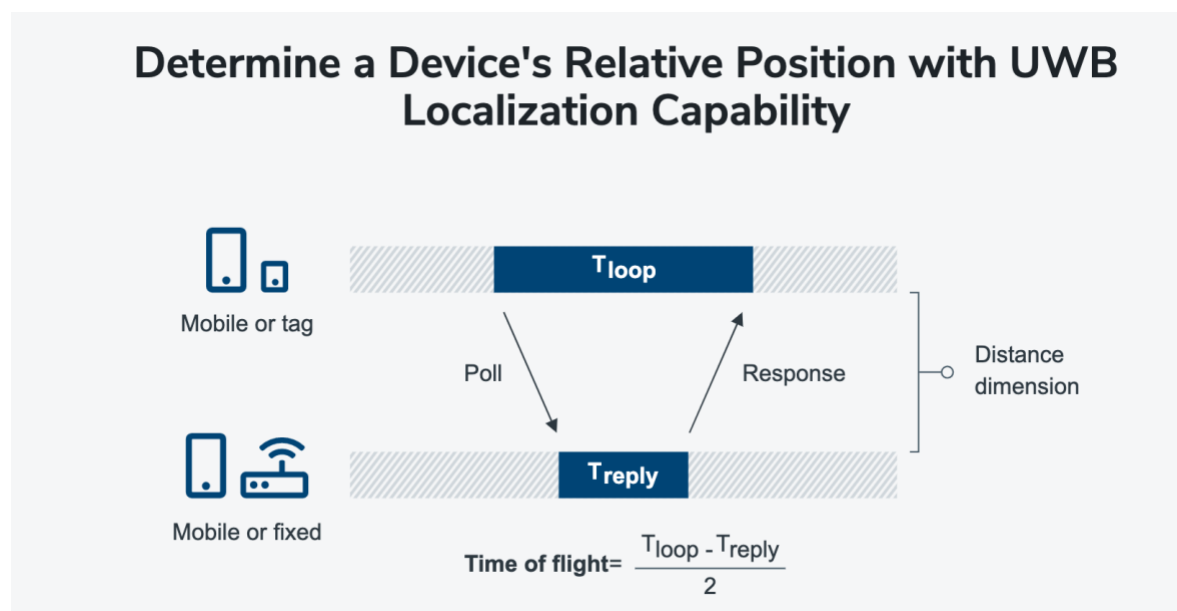 Determine a Device's Relative Position with UWB
Localization Capability
Tloop
Mobile or tag
Poll
Response
Distance
dimension
Treply
Mobile or fixed
Time of flight= Tloop - Treply
2